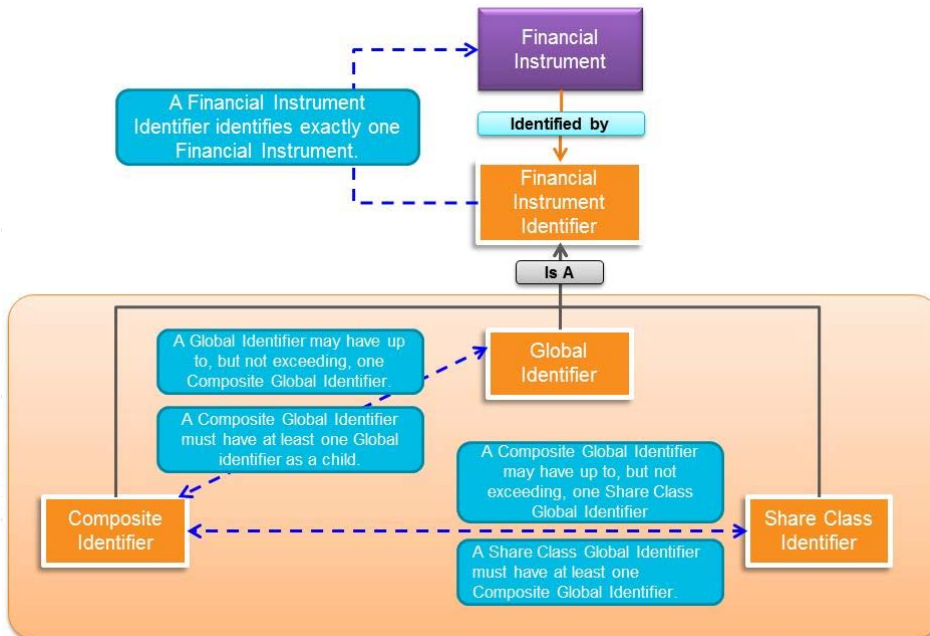 Financial
Instrument
A Financial Instrument
Identifier identifies exactly one
Financial Instrument.
Identified by
Financial
Instrument
Identifier
Is A
A Global Identifier may have up
to, but not exceeding, one
Composite Global Identifier.
Global
Identifier
A Composite Global Identifier
must have at least one Global
identifier as a child.
A Composite Global Identifier
may have up to, but not
exceeding, one Share Class
Global Identifier
Composite
Identifier
Share Class
Identifier
A Share Class Global Identifier
must have at least one
Composite Global Identifier.